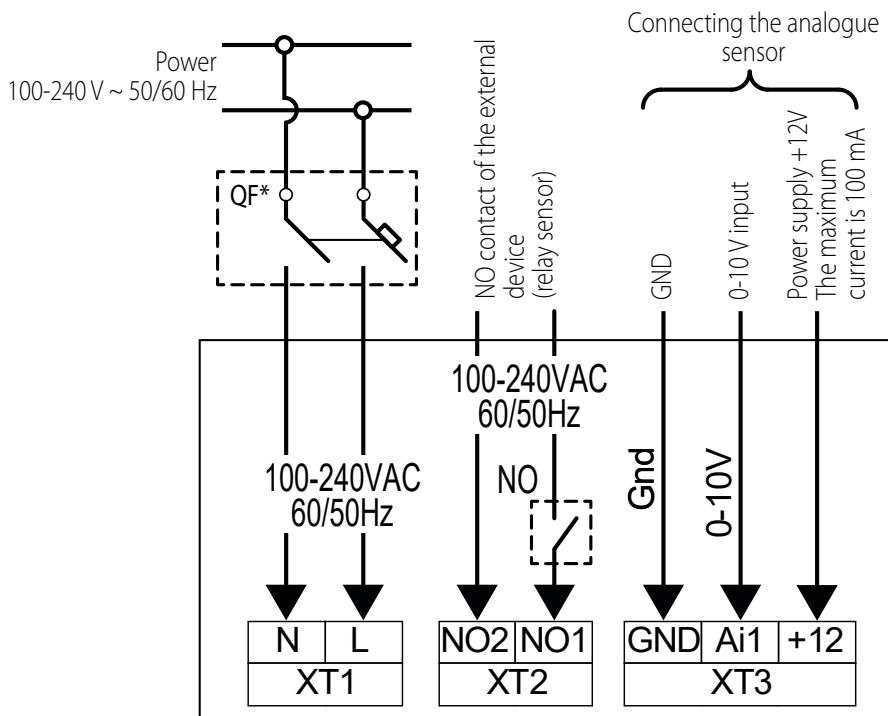 Connecting the analogue
sensor
Power
100-240 V ~ 50/60 Hz
QF*
NO contact of the external
device
(relay sensor)
GND
0-10 V input
Power supply +12V
The maximum
current is 100 mA
100-240VAC
60/50Hz
100-240VAC
60/50Hz
NO
Gnd
0-10V
N
L
NO2
NO1
GND
Ai1
+12
XT1
XT2
XT3